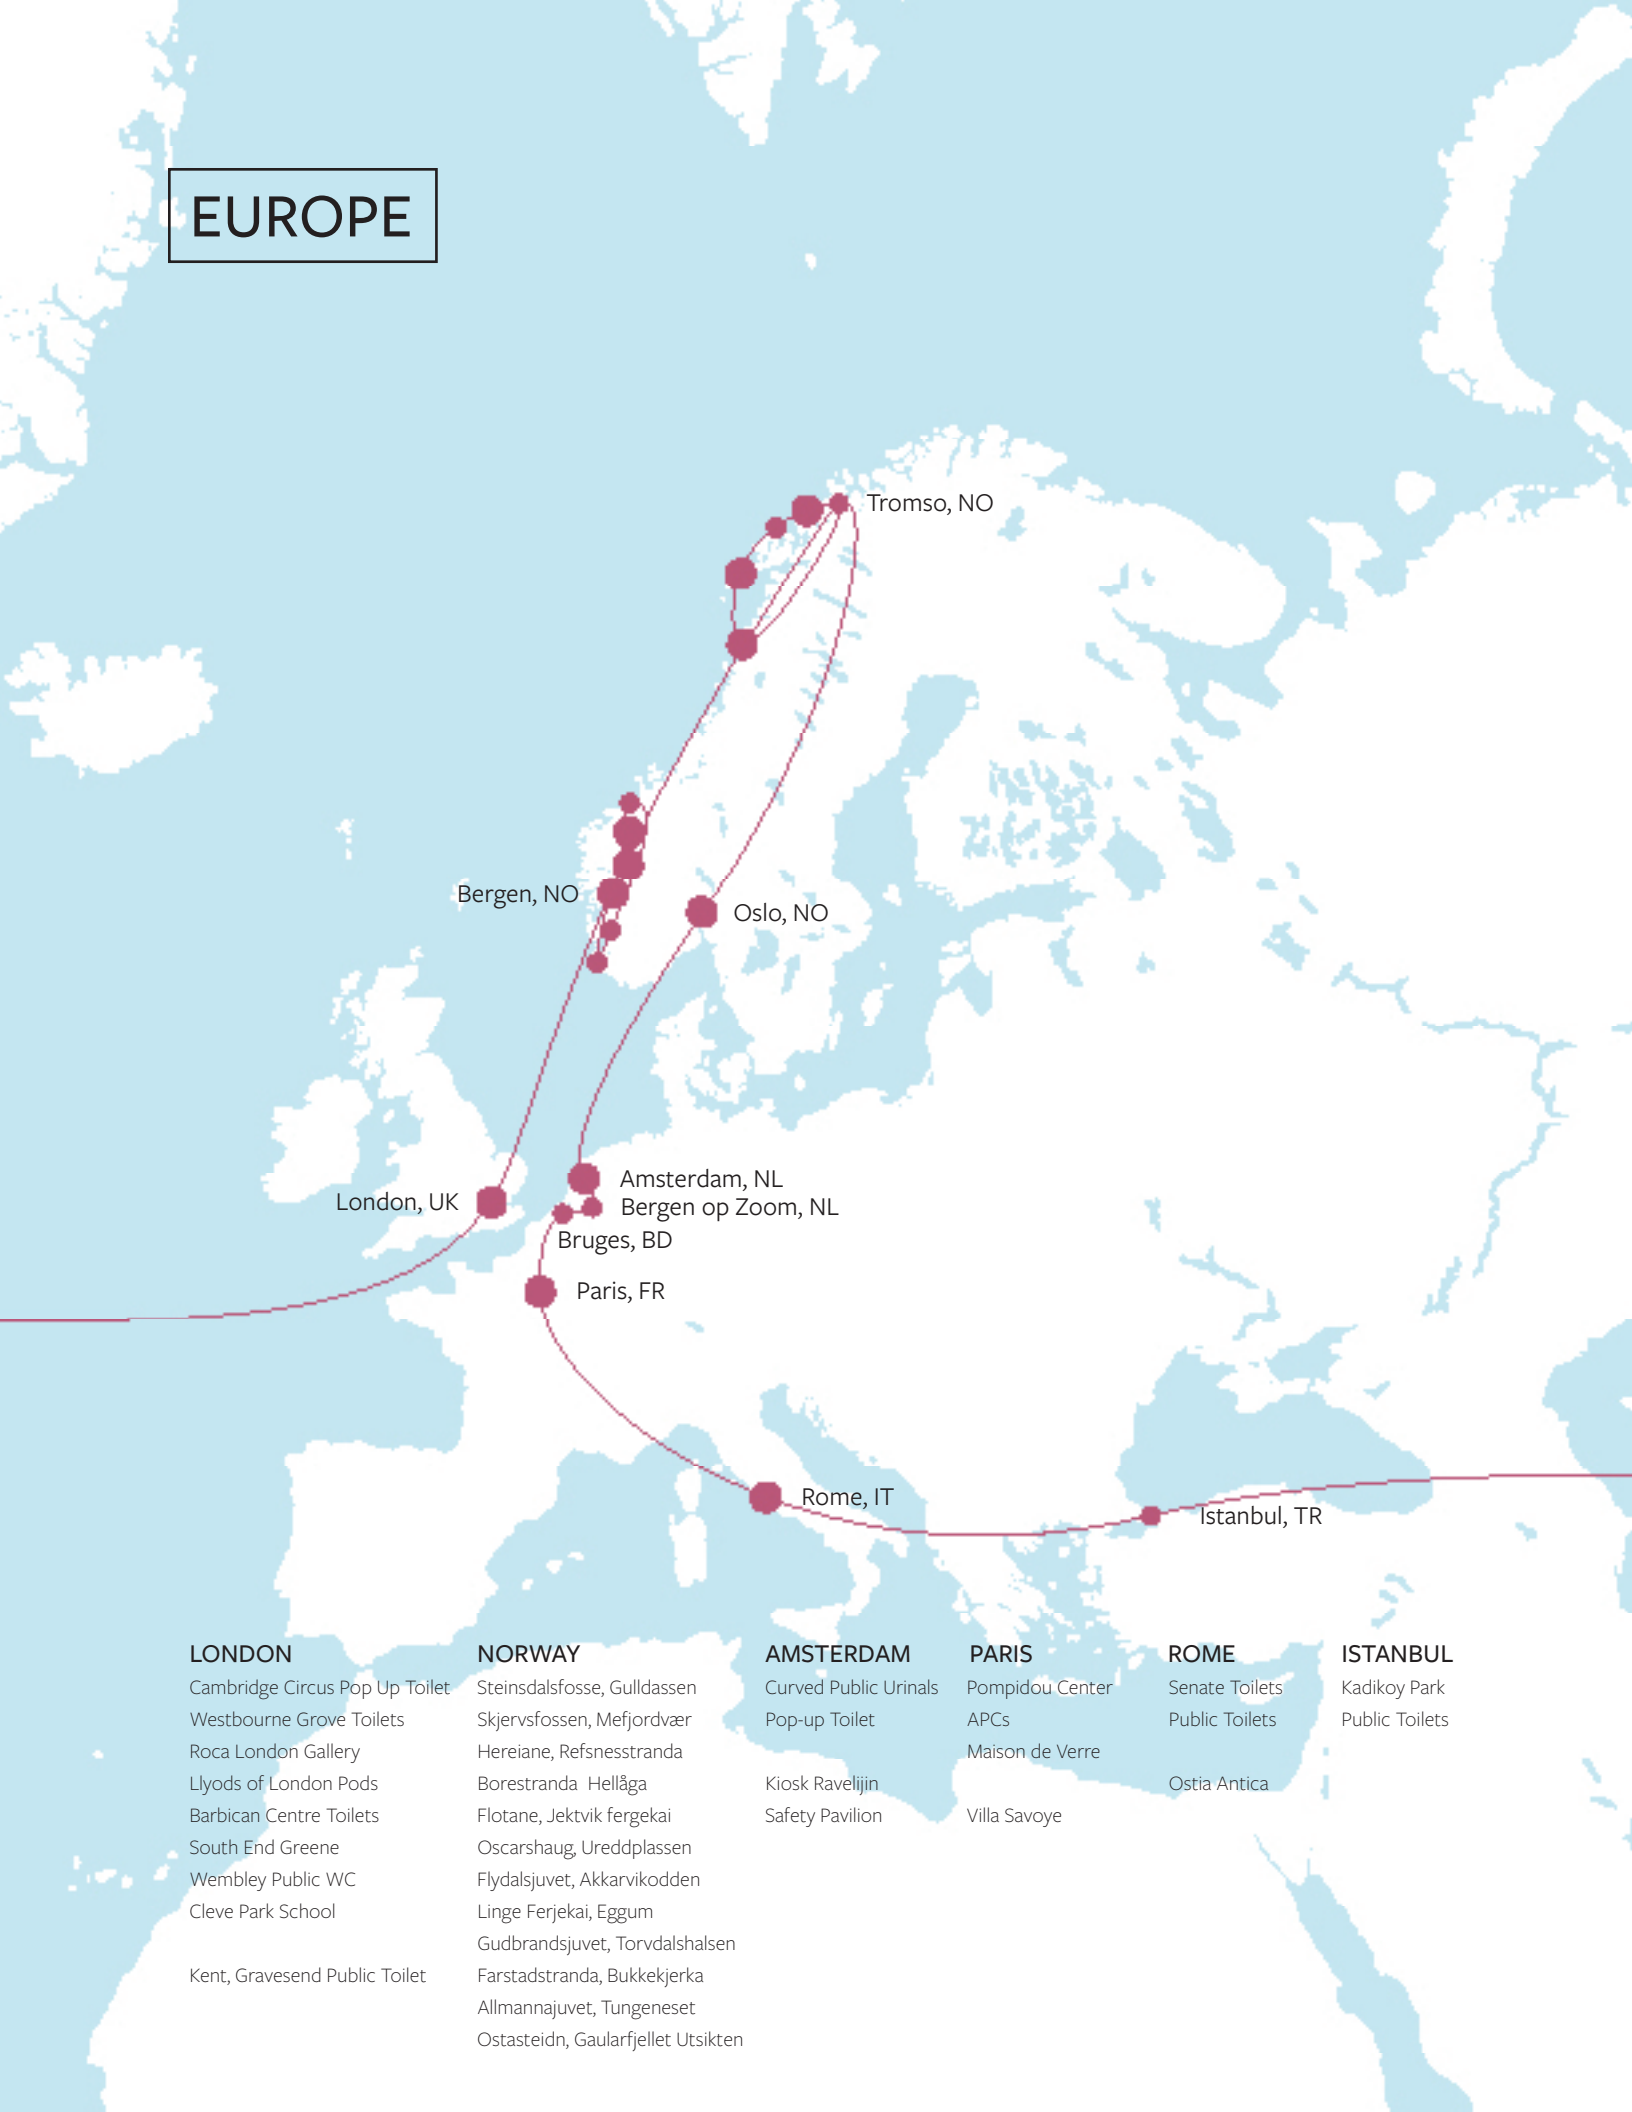 EUROPE
Tromso, NO
Bergen, NO
Oslo, NO
Amsterdam, NL
London, UK
Bergen op Zoom, NL
Bruges, BD
Paris, FR
Rome, IT
Istanbul, TR
LONDON
Cambridge Circus Pop Up Toilet
Westbourne Grove Toilets
Roca London Gallery
Llyods of London Pods
Barbican Centre Toilets
South End Greene
Wembley Public WC
Cleve Park School
Kent, Gravesend Public Toilet
NORWAY
Steinsdalsfosse, Gulldassen
Skjervsfossen, Mefjordvær
Hereiane, Refsnesstranda
Borestranda Hellåga
Flotane, Jektvik fergekai
Oscarshaug, Ureddplassen
Flydalsjuvet, Akkarvikodden
Linge Ferjekai, Eggum
Gudbrandsjuvet, Torvdalshalsen
Farstadstranda, Bukkekjerka
Allmannajuvet, Tungeneset
Ostasteidn, Gaularfjellet Utsikten
AMSTERDAM
Curved Public Urinals
Pop-up Toilet
Kiosk Ravelijin
Safety Pavilion
PARIS
Pompidou Center
APCs
Maison de Verre
Villa Savoye
ROME
Senate Toilets
Public Toilets
Ostia Antica
ISTANBUL
Kadikoy Park
Public Toilets